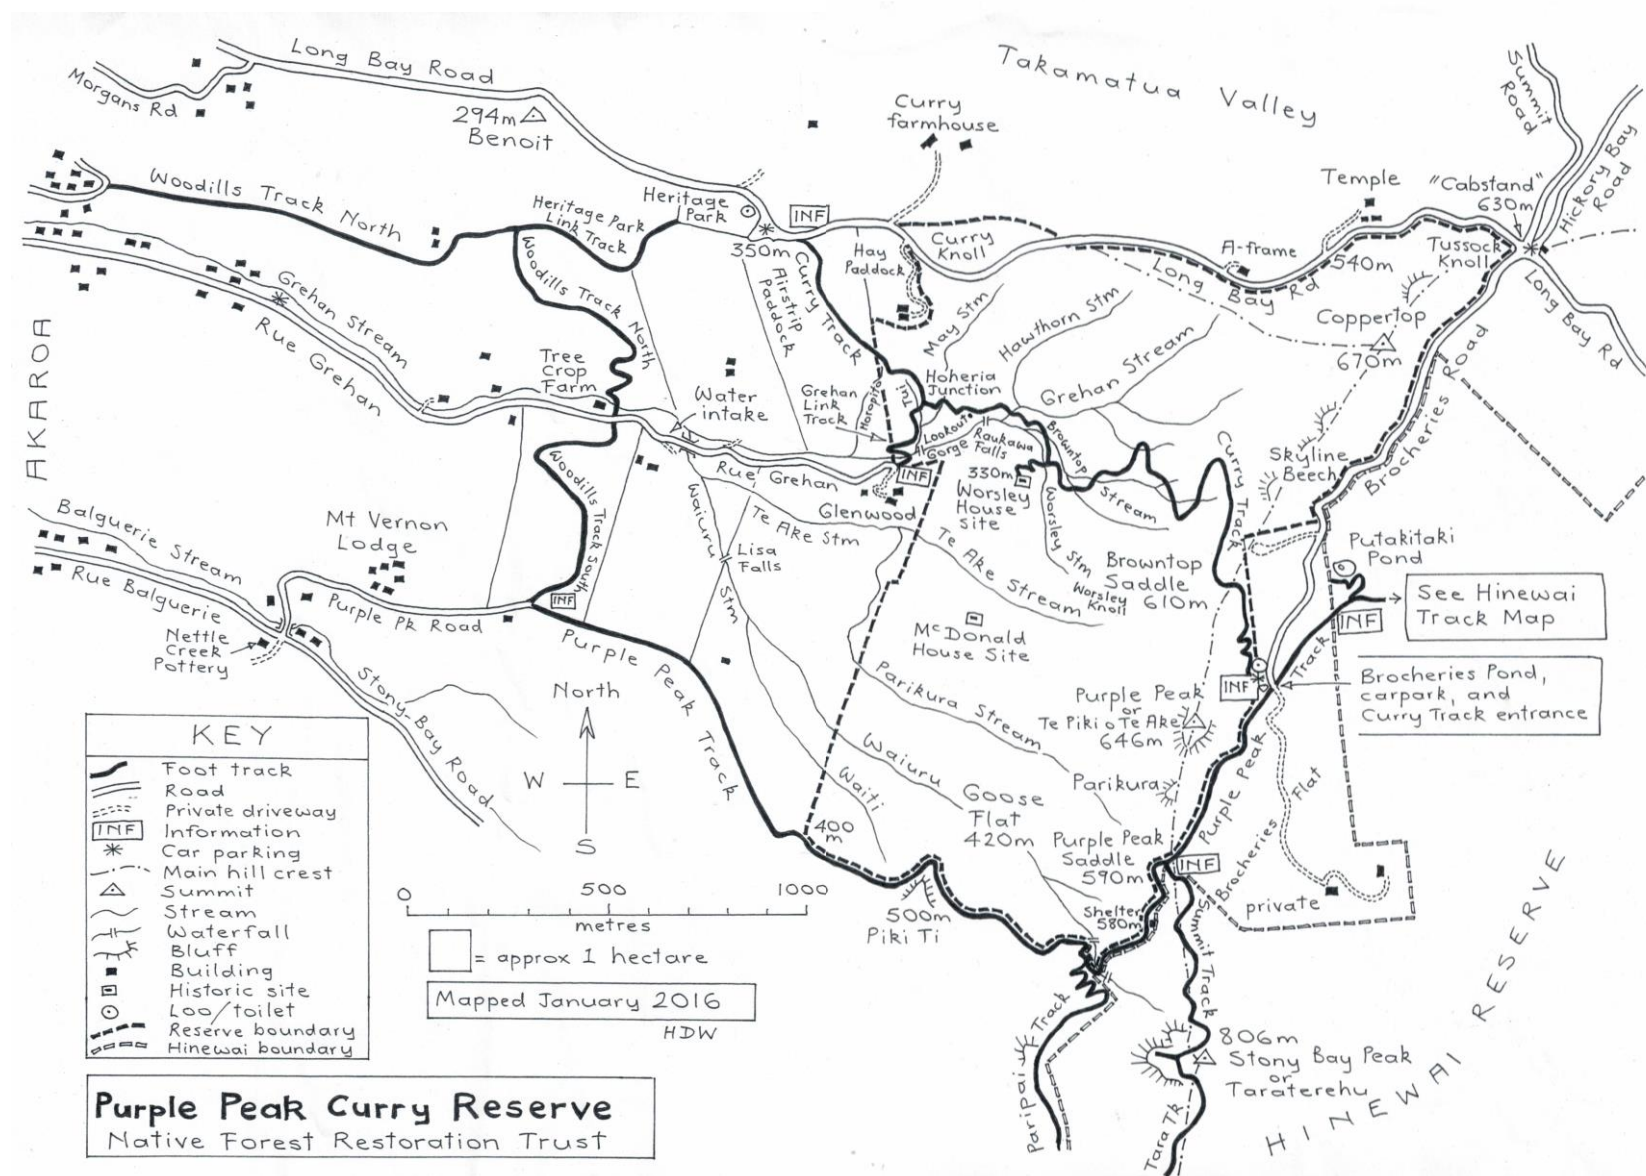 Long Bay Road
Morgans Rd
294m
Benoit
Takamatua Valley
Summit
Road
Hickory Bay
Road
Curry
farmhouse
Temple
"Cabstand"
630m
Woodills Track North
Heritage Park
Link Track
Heritage
Park
INF
350m
Hay
Paddock
Curry
Knoll
A-frame
Long Bay Rd
540m
Tussock
Knoll
Long Bay Rd
Woodills Track North
Airstrip
Paddock
Curry Track
May Stm
Hawthorn Stm
Grehan Stream
Coppertop
670m
AKAROA
Grehan Stream
Rue Grehan
Tree
Crop
Farm
Water
intake
Grehan
Link
Track
Horopito
Tui
Hoheria
Junction
Lookout
Gorge
Raukawa
Falls
Browntop
Stream
Curry Track
Skyline
Beech
Brocheries Road
Rue Grehan
INF
Glenwood
330m
Worsley
House
Site
Worsley Stm
Woodills Track South
Waiuru Stm
Te Ake Stm
Lisa
Falls
Te Ake Stream
Browntop
Saddle
610m
Worsley
Knoll
Putakitaki
Pond
See Hinewai
Track Map
INF
Balguerie Stream
Rue Balguerie
Mt Vernon
Lodge
Purple Pk Road
INF
Nettle
Creek
Pottery
Stony Bay Road
Purple Peak Track
McDonald
House Site
Parikura Stream
Purple Peak
or
Te Piki o Te Ake
646m
INF
Brocheries Pond,
carpark, and
Curry Track entrance
Purple Peak Track
North
W E
S
Waiuru
Waiti
Parikura
Goose
Flat
420m
Purple Peak
Saddle
590m
INF
Brocheries Flat
private
400
m
500m
Piki Ti
Shelter
580m
Summit Track
Paripai Track
806m
Stony Bay Peak
or
Taraterehu
Tara Tk
HINEWAI RESERVE
KEY
Foot track
Road
Private driveway
INF Information
Car parking
Main hill crest
Summit
Stream
Waterfall
Bluff
Building
Historic site
Loo/toilet
Reserve boundary
Hinewai boundary
0 500 1000
metres
= approx 1 hectare
Mapped January 2016
HDW
Purple Peak Curry Reserve
Native Forest Restoration Trust